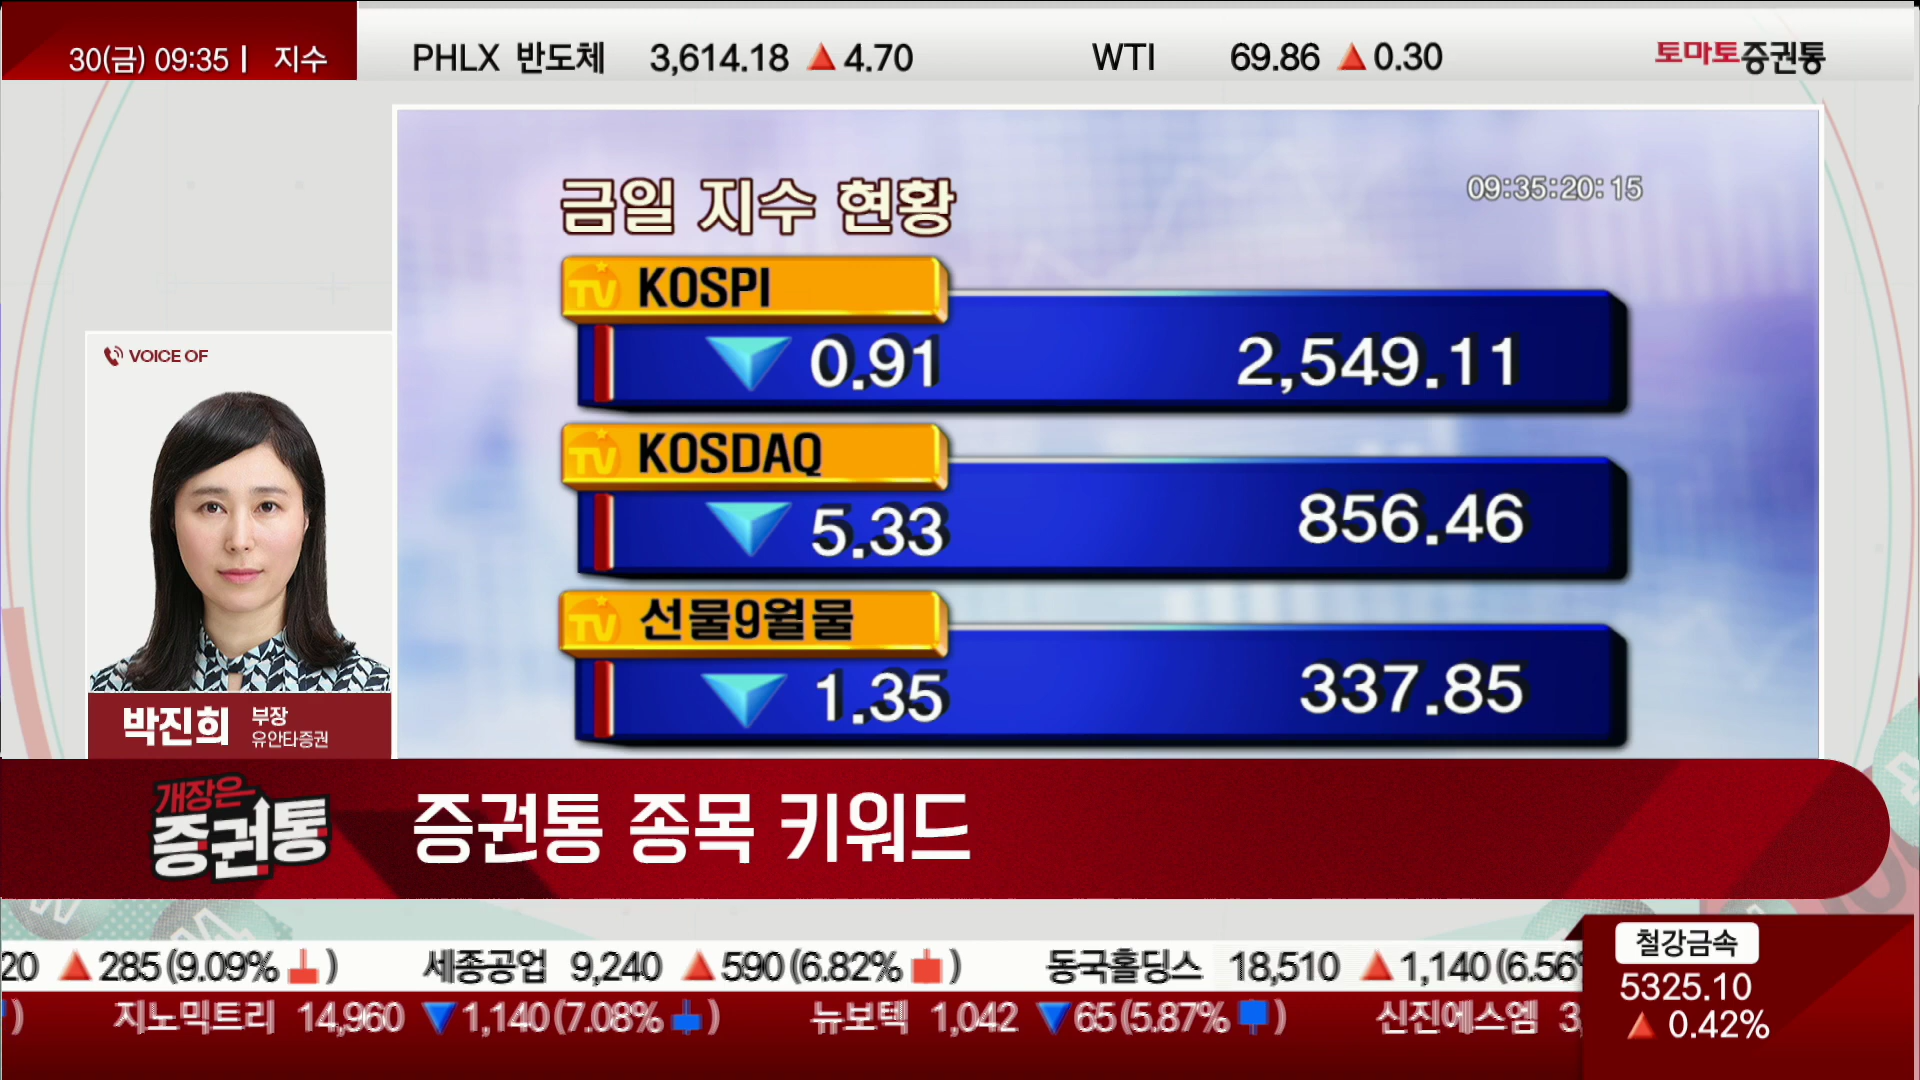 30(금) 09:35 | 지수
PHLX 반도체 3,614.18 ▲ 4.70 WTI 69.86 ▲ 0.30
토마토증권통
금일 지수 현황
09:35:20:15
TV KOSPI
▼ 0.91 2,549.11
TV KOSDAQ
▼ 5.33 856.46
TV 선물9월물
▼ 1.35 337.85
VOICE OF
박진희 부장
유안타증권
개장은
증권통
증권통 종목 키워드
20 ▲ 285 (9.09% ) 세종공업 9,240 ▲ 590 (6.82% ) 동국홀딩스 18,510 ▲ 1,140 (6.56%
) 지노믹트리 14,960 ▼ 1,140 (7.08% ) 뉴보텍 1,042 ▼ 65 (5.87% ) 신진에스엠 3,
철강금속
5325.10
▲ 0.42%